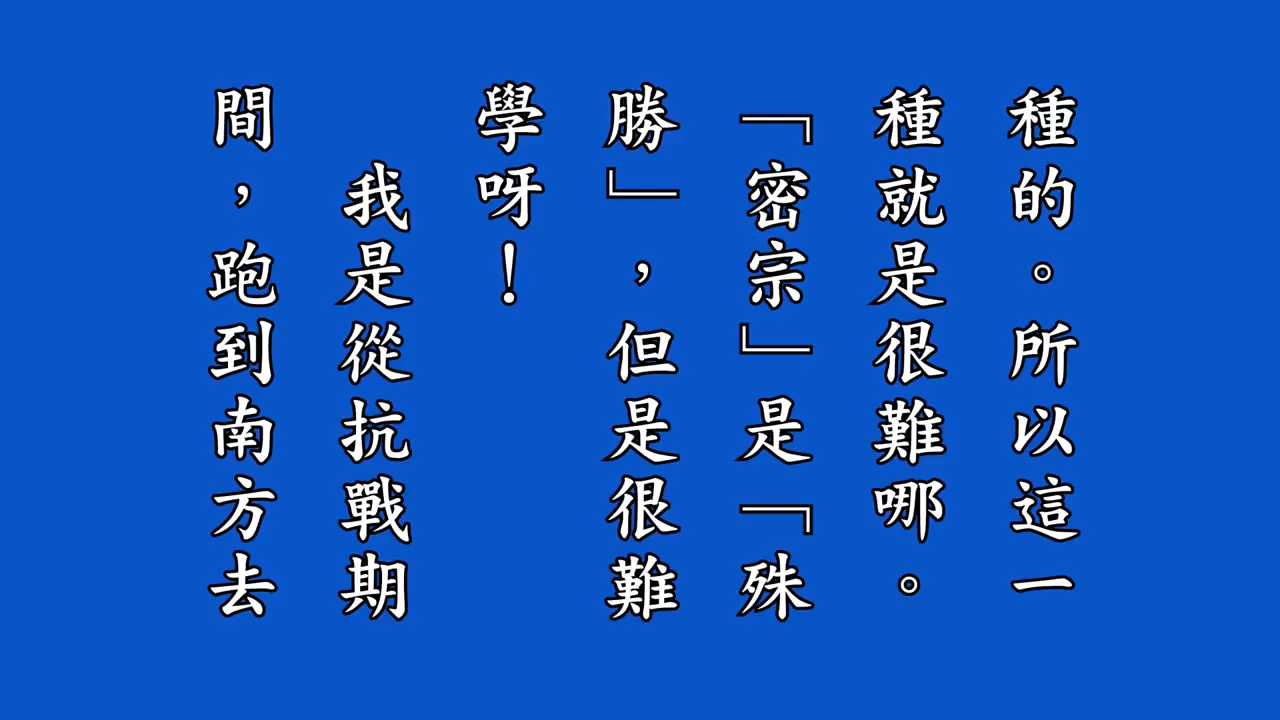 種的。所以這一
種就是很難哪。
「密宗」是「殊
勝」，但是很難
學呀！
我是從抗戰期
間，跑到南方去